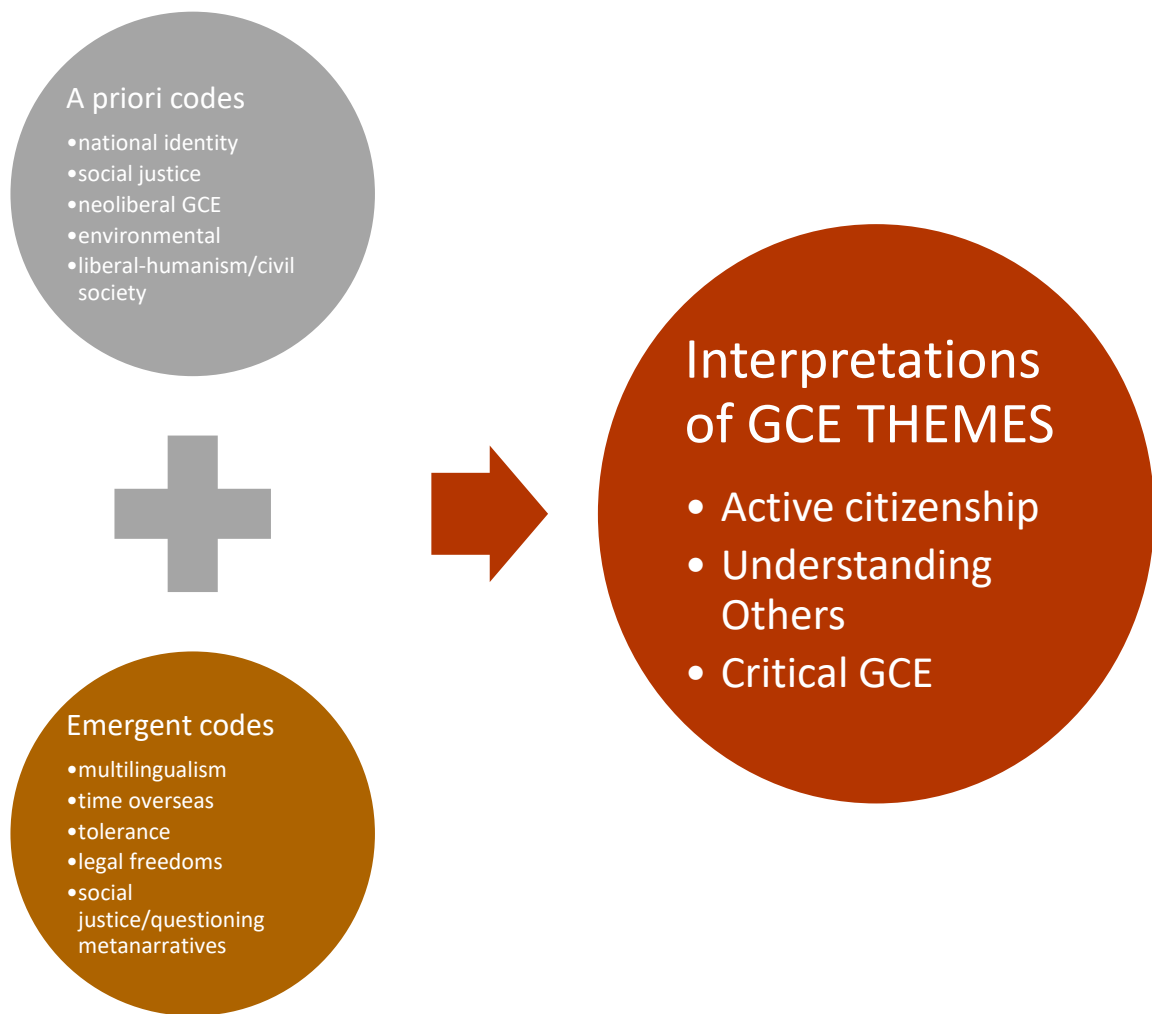 A priori codes
•national identity
•social justice
•neoliberal GCE
•environmental
•liberal-humanism/civil
society
Emergent codes
•multilingualism
•time overseas
•tolerance
•legal freedoms
•social
justice/questioning
metanarratives
Interpretations
of GCE THEMES
• Active citizenship
• Understanding
Others
• Critical GCE